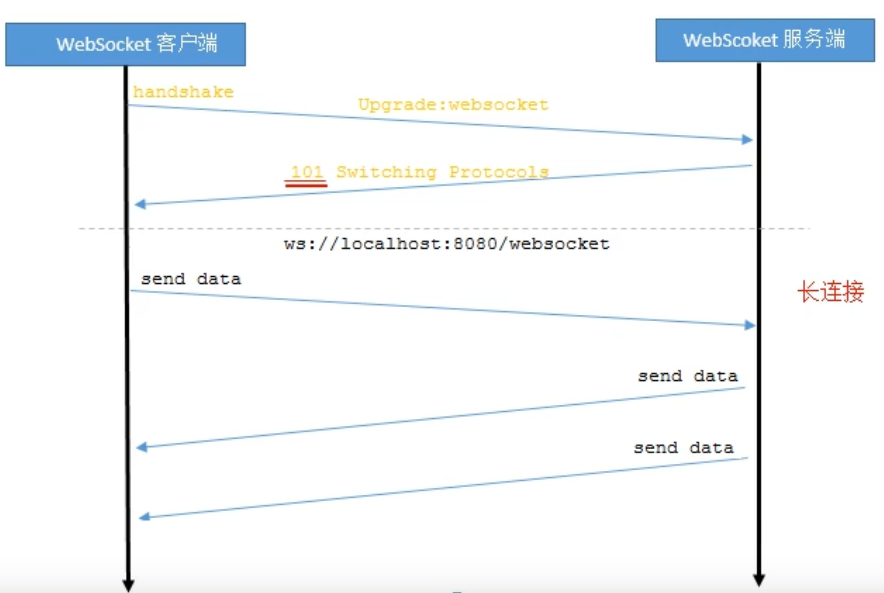 WebSocket 客户端
WebScoket 服务端
handshake
Upgrade:websocket
101 Switching Protocols
ws://localhost:8080/websocket
send data
长连接
send data
send data